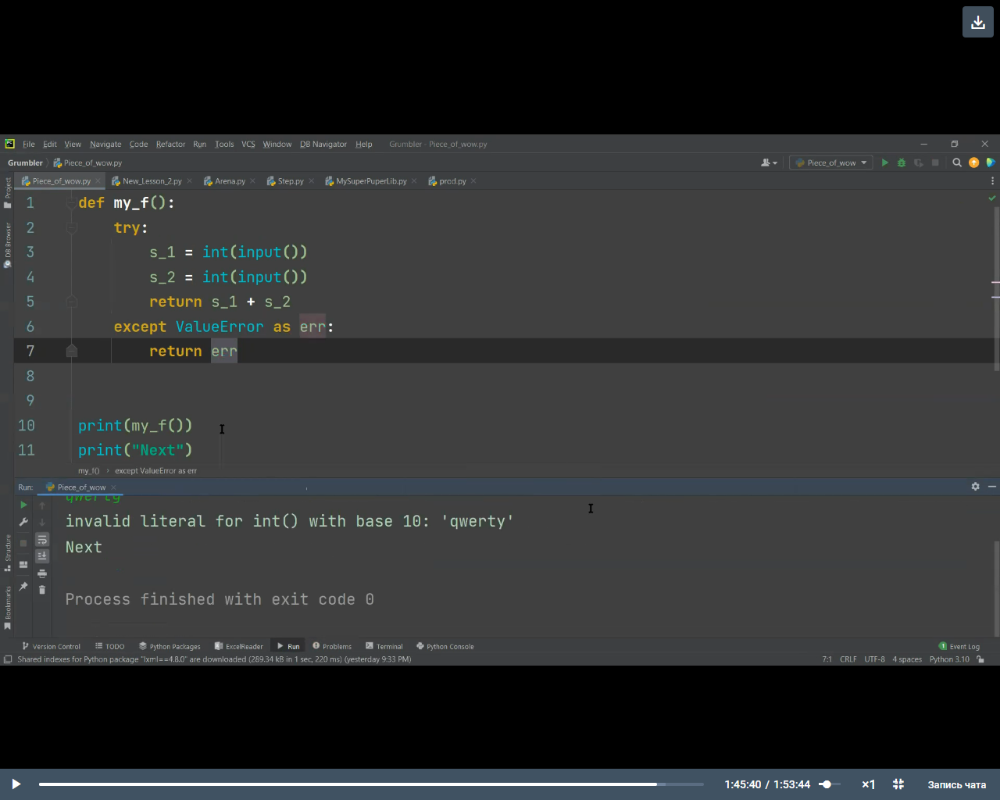 File Edit View Navigate Code Refactor Run Tools VCS Window DB Navigator Help Grumbler - Piece_of_wow.py
Grumbler Piece_of_wow.py Piece_of_wow
Project
DB Browser
Structure
Bookmarks
Piece_of_wow.py New_Lesson_2.py Arena.py Step.py MySuperPuperLib.py prod.py
1 def my_f():
2 try:
3 s_1 = int(input())
4 s_2 = int(input())
5 return s_1 + s_2
6 except ValueError as err:
7 return err
8
9
10 print(my_f())
11 print("Next")
my_f() › except ValueError as err
Run: Piece_of_wow
qwerty
invalid literal for int() with base 10: 'qwerty'
Next
Process finished with exit code 0
Version Control TODO Python Packages ExcelReader Run Problems Terminal Python Console 1 Event Log
Shared indexes for Python package "lxml==4.8.0" are downloaded (289.34 kB in 1 sec, 220 ms) (yesterday 9:33 PM) 7:1 CRLF UTF-8 4 spaces Python 3.10
1:45:40 / 1:53:44 ×1 Запись чата